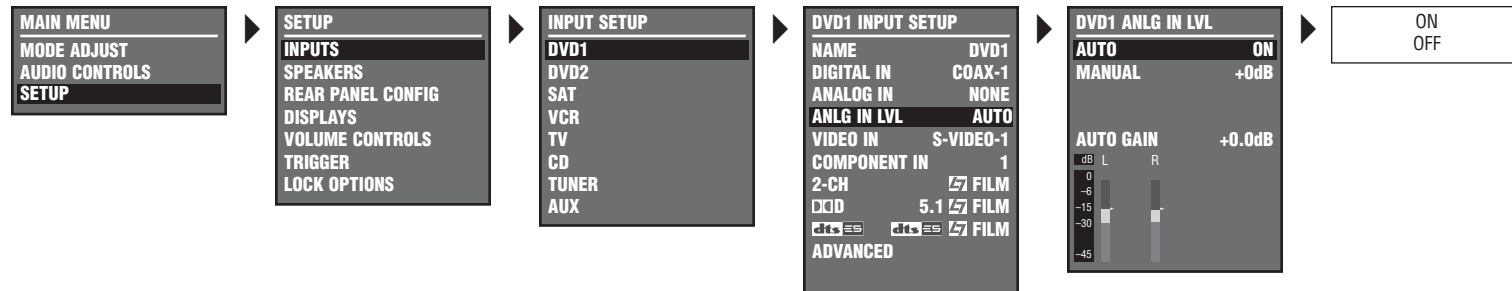 MAIN MENU
MODE ADJUST
AUDIO CONTROLS
SETUP
SETUP
INPUTS
SPEAKERS
REAR PANEL CONFIG
DISPLAYS
VOLUME CONTROLS
TRIGGER
LOCK OPTIONS
INPUT SETUP
DVD1
DVD2
SAT
VCR
TV
CD
TUNER
AUX
DVD1 INPUT SETUP
NAME DVD1
DIGITAL IN COAX-1
ANALOG IN NONE
ANLG IN LVL AUTO
VIDEO IN S-VIDEO-1
COMPONENT IN 1
2-CH FILM
D 5.1 FILM
dts ES dts ES FILM
ADVANCED
DVD1 ANLG IN LVL
AUTO ON
MANUAL +0dB
AUTO GAIN +0.0dB
dB L R
0
–6
–15
–30
–45
ON
OFF